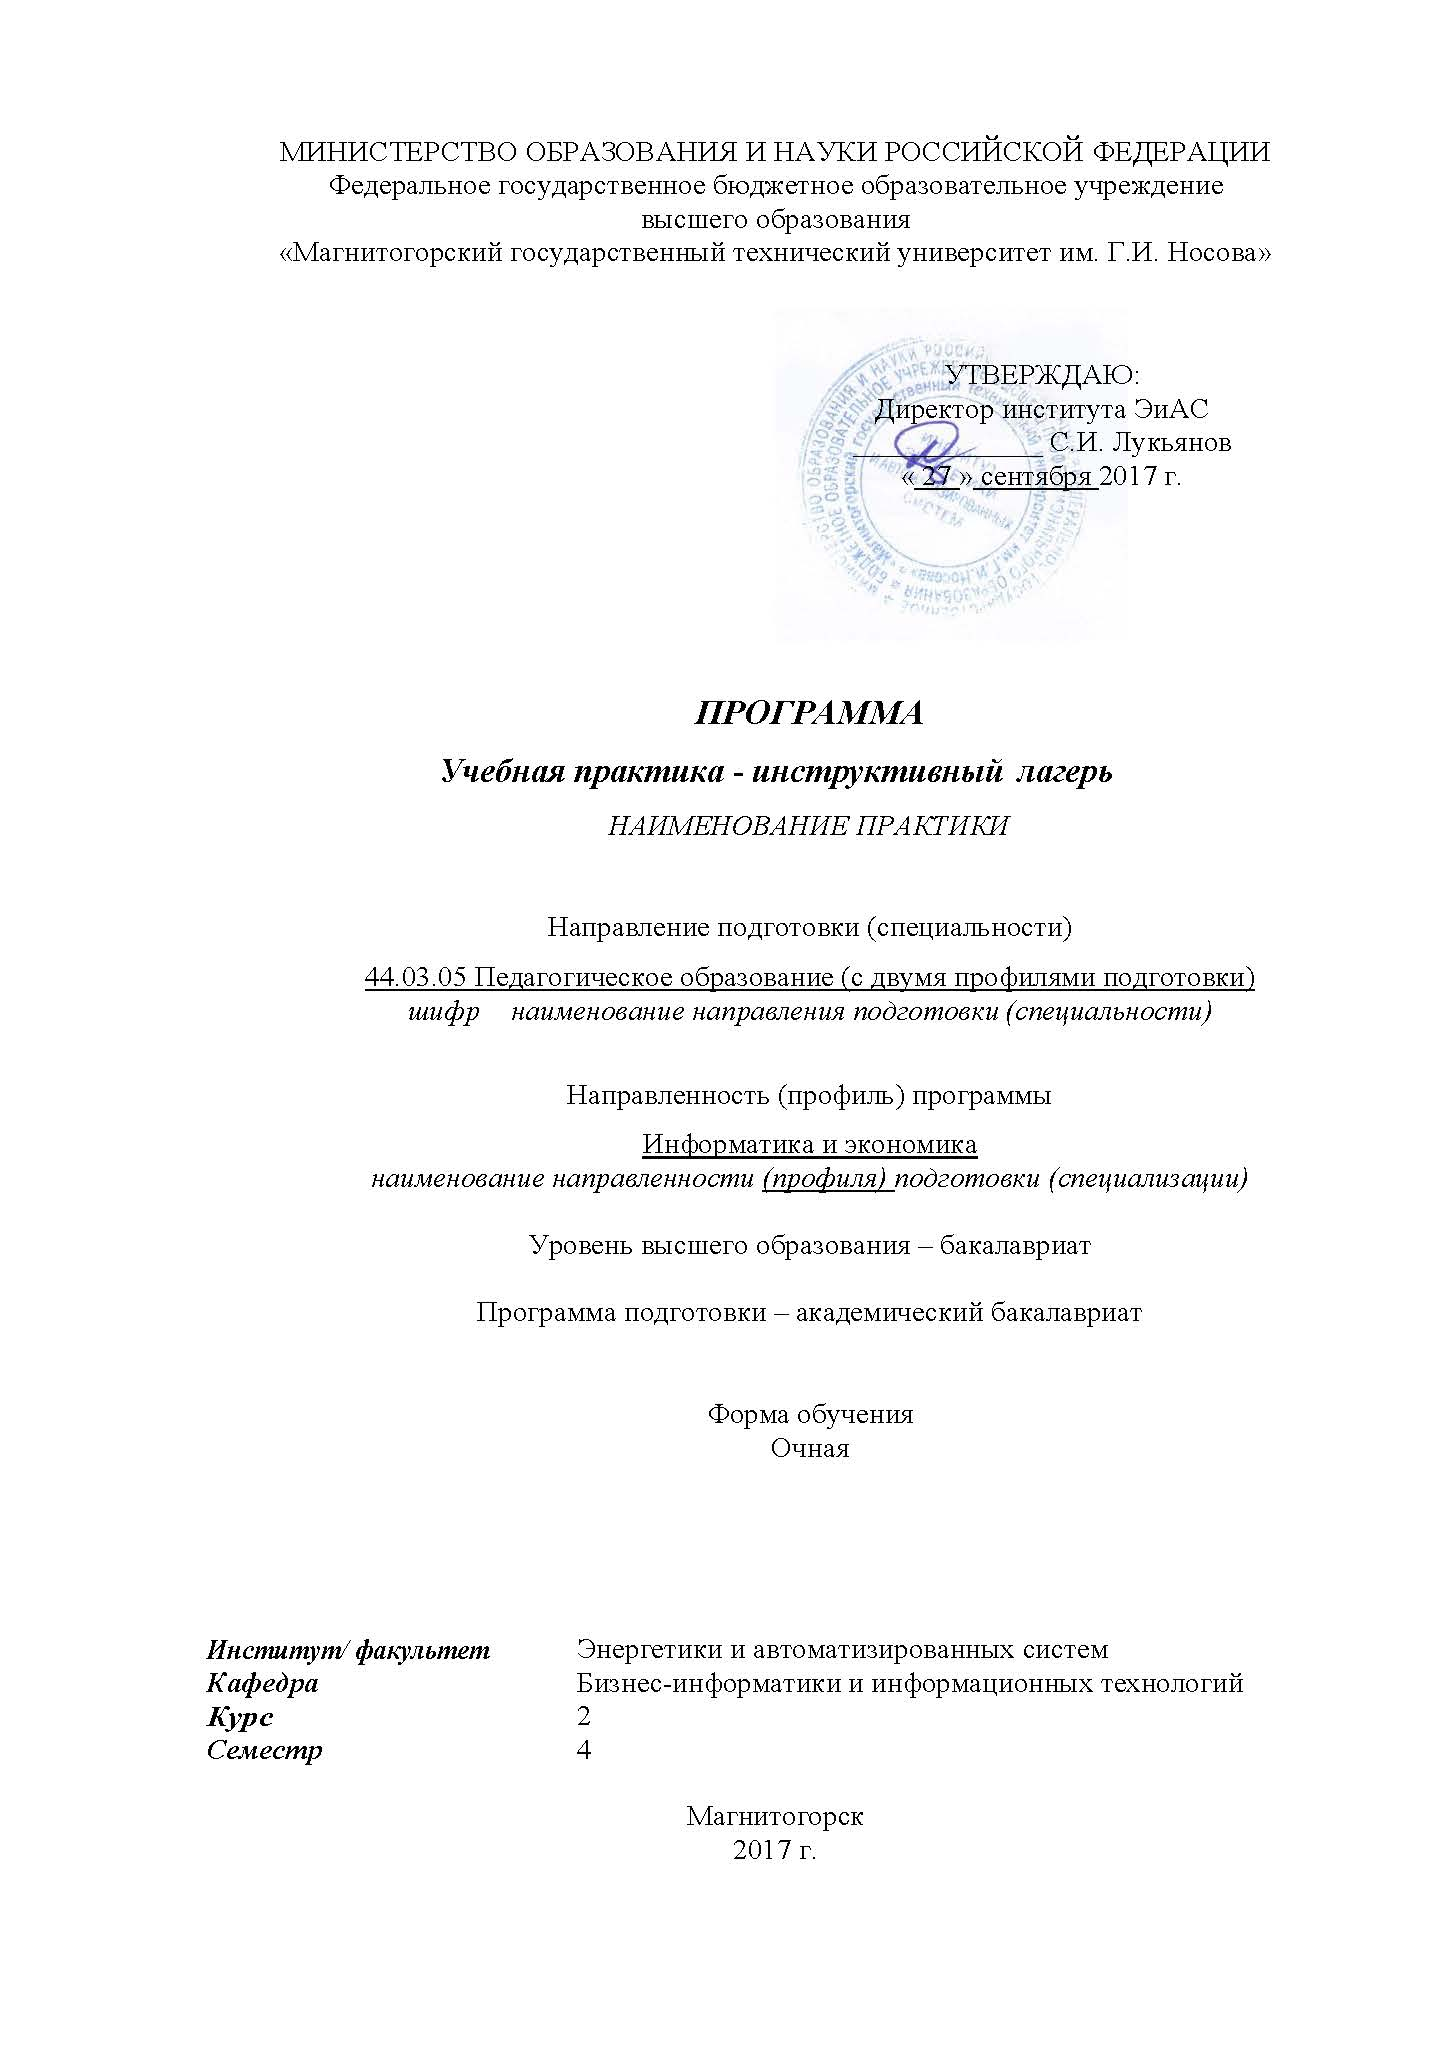 МИНИСТЕРСТВО ОБРАЗОВАНИЯ И НАУКИ РОССИЙСКОЙ ФЕДЕРАЦИИ
Федеральное государственное бюджетное образовательное учреждение
высшего образования
«Магнитогорский государственный технический университет им. Г.И. Носова»
УТВЕРЖДАЮ:
Директор института ЭиАС
_____________ С.И. Лукьянов
« 27 » сентября 2017 г.
ПРОГРАММА
Учебная практика - инструктивный лагерь
НАИМЕНОВАНИЕ ПРАКТИКИ
Направление подготовки (специальности)
44.03.05 Педагогическое образование (с двумя профилями подготовки)
шифр наименование направления подготовки (специальности)
Направленность (профиль) программы
Информатика и экономика
наименование направленности (профиля) подготовки (специализации)
Уровень высшего образования – бакалавриат
Программа подготовки – академический бакалавриат
Форма обучения
Очная
Институт/ факультет Энергетики и автоматизированных систем
Кафедра Бизнес-информатики и информационных технологий
Курс 2
Семестр 4
Магнитогорск
2017 г.